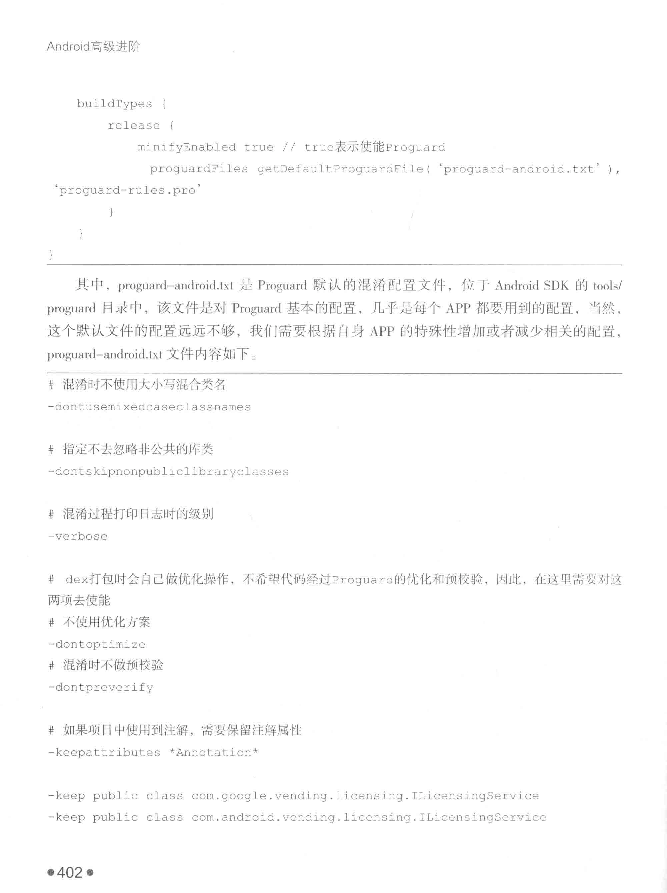 Android高级进阶
buildTypes {
release {
minifyEnabled true // true表示使能Proguard
proguardFiles getDefaultProguardFile('proguard-android.txt'),
'proguard-rules.pro'
}
}
}
其中，proguard-android.txt 是 Proguard 默认的混淆配置文件，位于 Android SDK 的 tools/
proguard 目录中，该文件是对 Proguard 基本的配置，几乎是每个 APP 都要用到的配置，当然，
这个默认文件的配置远远不够，我们需要根据自身 APP 的特殊性增加或者减少相关的配置，
proguard-android.txt 文件内容如下。
# 混淆时不使用大小写混合类名
-dontusemixedcaseclassnames
# 指定不去忽略非公共的库类
-dontskipnonpubliclibraryclasses
# 混淆过程打印日志时的级别
-verbose
# dex打包时会自己做优化操作，不希望代码经过Proguard的优化和预校验，因此，在这里需要对这
两项去使能
# 不使用优化方案
-dontoptimize
# 混淆时不做预校验
-dontpreverify
# 如果项目中使用到注解，需要保留注解属性
-keepattributes *Annotation*
-keep public class com.google.vending.licensing.ILicensingService
-keep public class com.android.vending.licensing.ILicensingService
●402●